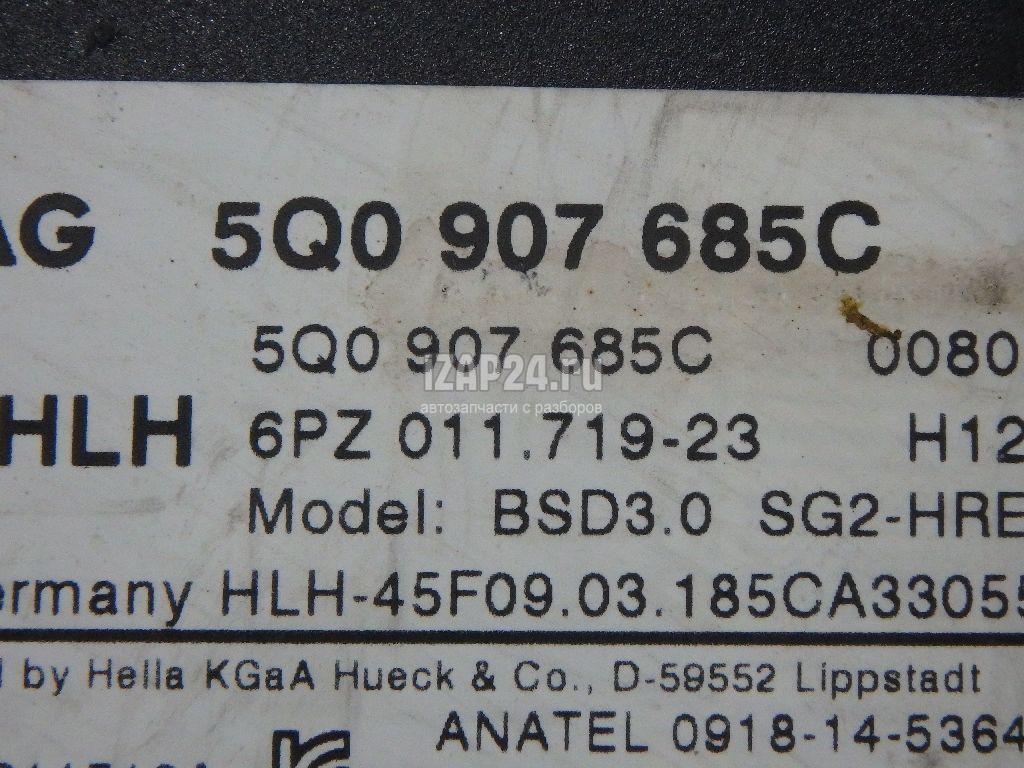 AG 5Q0 907 685C
5Q0 907 685C 0080
iZAP24.ru
автозапчасти с разборов
HLH 6PZ 011.719-23 H12
Model: BSD3.0 SG2-HRE
ermany HLH-45F09.03.185CA33055
d by Hella KGaA Hueck & Co., D-59552 Lippstadt
ANATEL 0918-14-5364